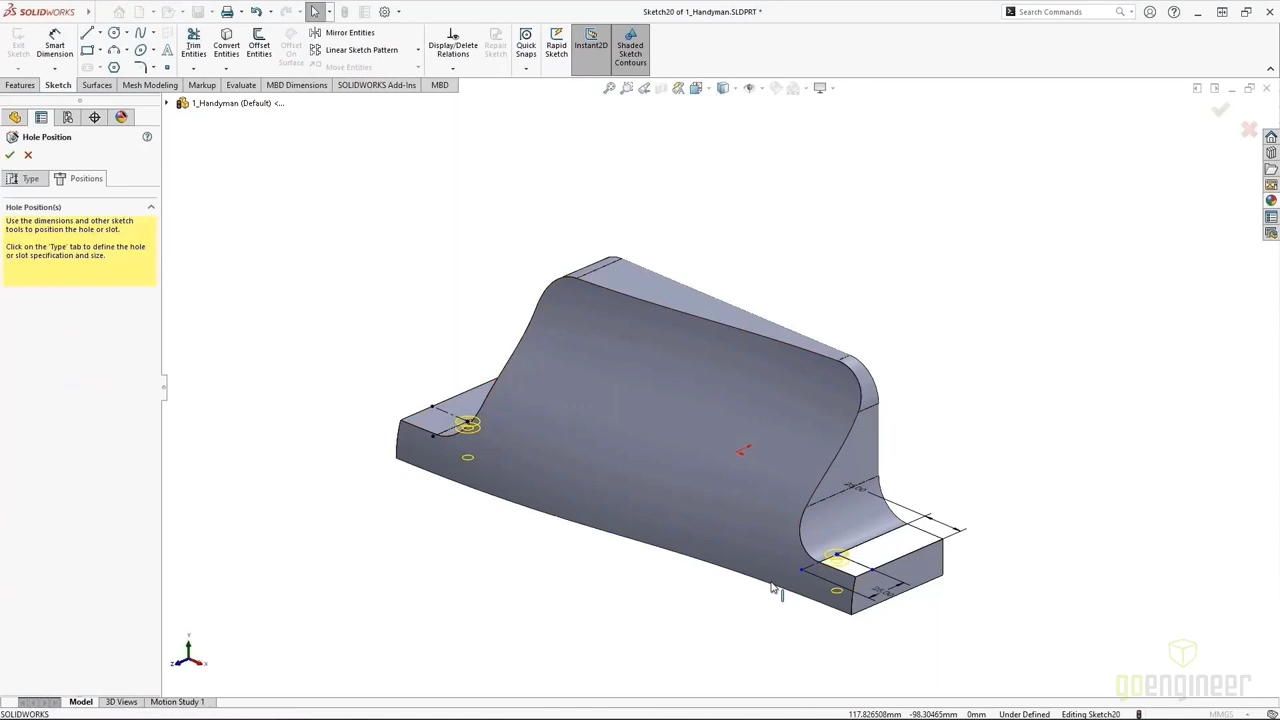 SOLIDWORKS
Sketch20 of 1_Handyman.SLDPRT *
Search Commands
Exit Sketch
Smart Dimension
Trim Entities
Convert Entities
Offset Entities
Offset On Surface
Mirror Entities
Linear Sketch Pattern
Move Entities
Display/Delete Relations
Repair Sketch
Quick Snaps
Rapid Sketch
Instant2D
Shaded Sketch Contours
Features Sketch Surfaces Markup Evaluate MBD Dimensions SOLIDWORKS Add-Ins Mesh Modeling MBD
1_Handyman (Default) <...
Hole Position
Type Positions
Hole Position(s)
Use the dimensions and other sketch
tools to position the hole or slot.
Click on the 'Type' tab to define the hole
or slot specification and size.
25.00
Y
Z
X
goengineer
Model 3D Views Motion Study 1
SOLIDWORKS
117.826508mm -98.30465mm 0mm Under Defined Editing Sketch20 MMGS